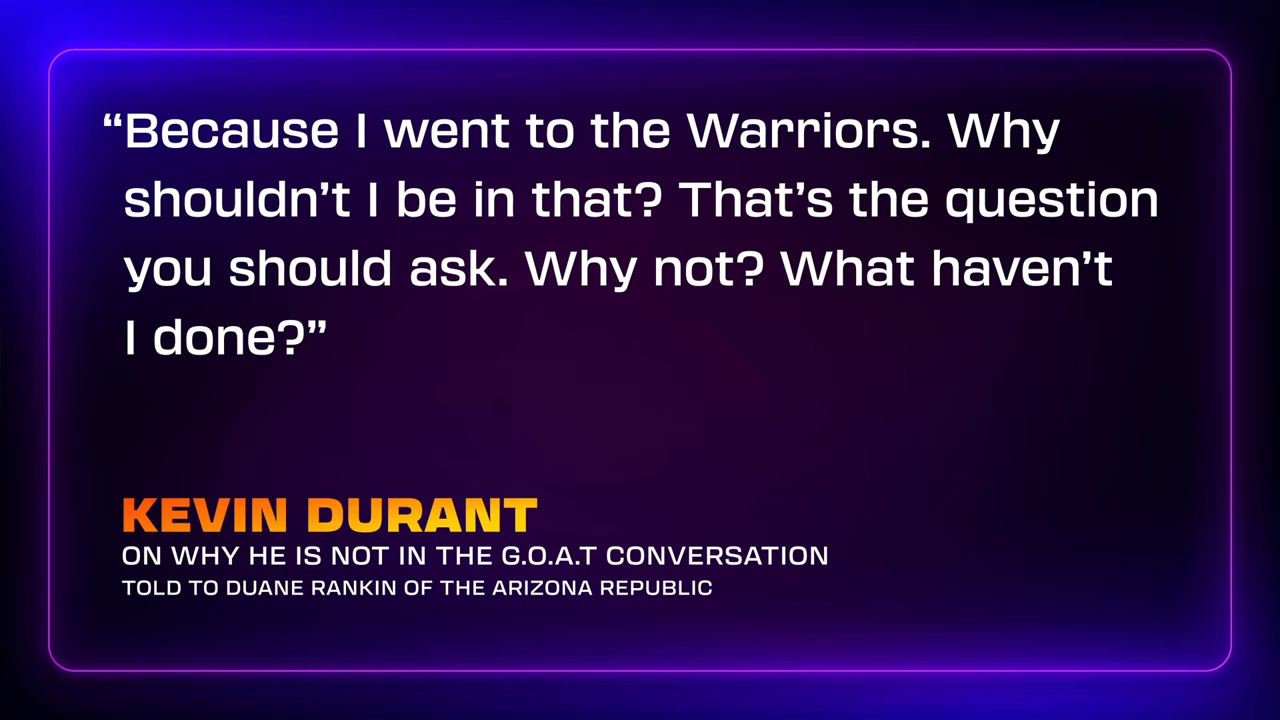 “Because I went to the Warriors. Why
shouldn’t I be in that? That’s the question
you should ask. Why not? What haven’t
I done?”
KEVIN DURANT
ON WHY HE IS NOT IN THE G.O.A.T CONVERSATION
TOLD TO DUANE RANKIN OF THE ARIZONA REPUBLIC